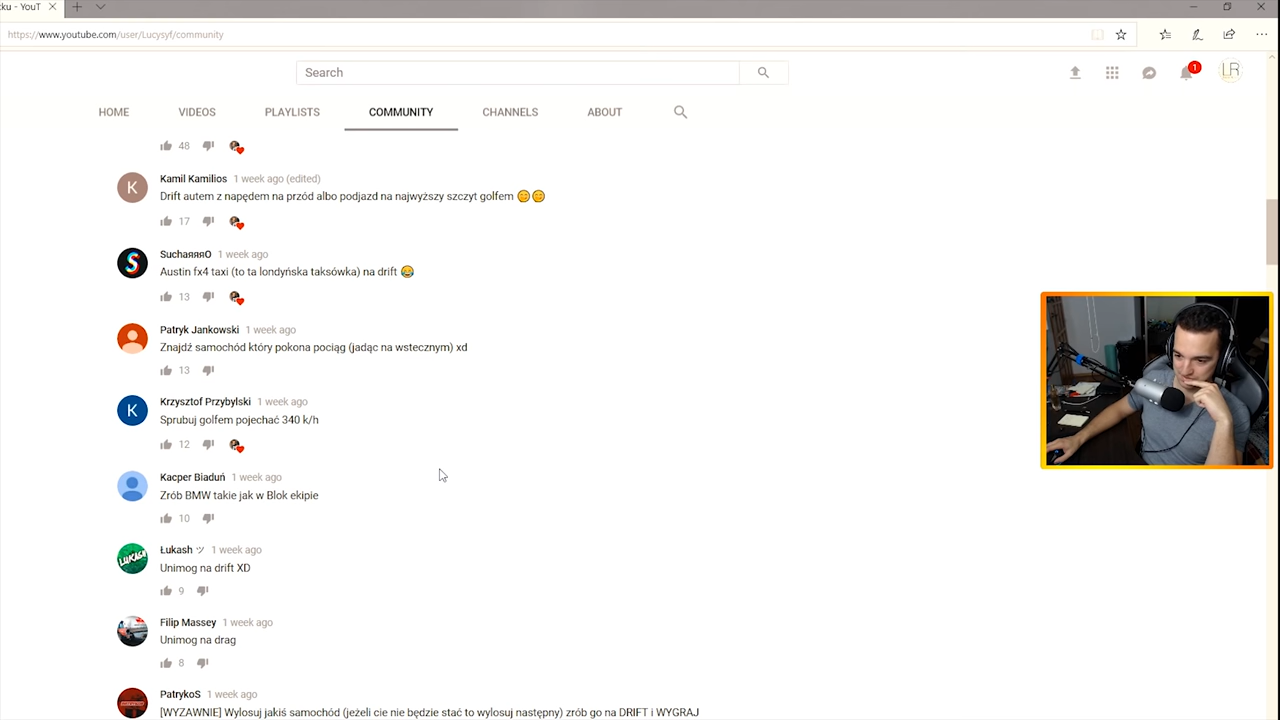 ku - YouT
https://www.youtube.com/user/Lucysyf/community
Search
1
LR
HOME VIDEOS PLAYLISTS COMMUNITY CHANNELS ABOUT
48
K
Kamil Kamilios 1 week ago (edited)
Drift autem z napędem na przód albo podjazd na najwyższy szczyt golfem 😊😊
17
S
SuchaяяяO 1 week ago
Austin fx4 taxi (to ta londyńska taksówka) na drift 😂
13
Patryk Jankowski 1 week ago
Znajdź samochód który pokona pociąg (jadąc na wstecznym) xd
13
K
Krzysztof Przybylski 1 week ago
Sprubuj golfem pojechać 340 k/h
12
Kacper Biaduń 1 week ago
Zrób BMW takie jak w Blok ekipie
10
LUKASH
Łukash ツ 1 week ago
Unimog na drift XD
9
Filip Massey 1 week ago
Unimog na drag
8
PatrykoS 1 week ago
[WYZAWNIE] Wylosuj jakiś samochód (jeżeli cie nie będzie stać to wylosuj następny) zrób go na DRIFT i WYGRAJ